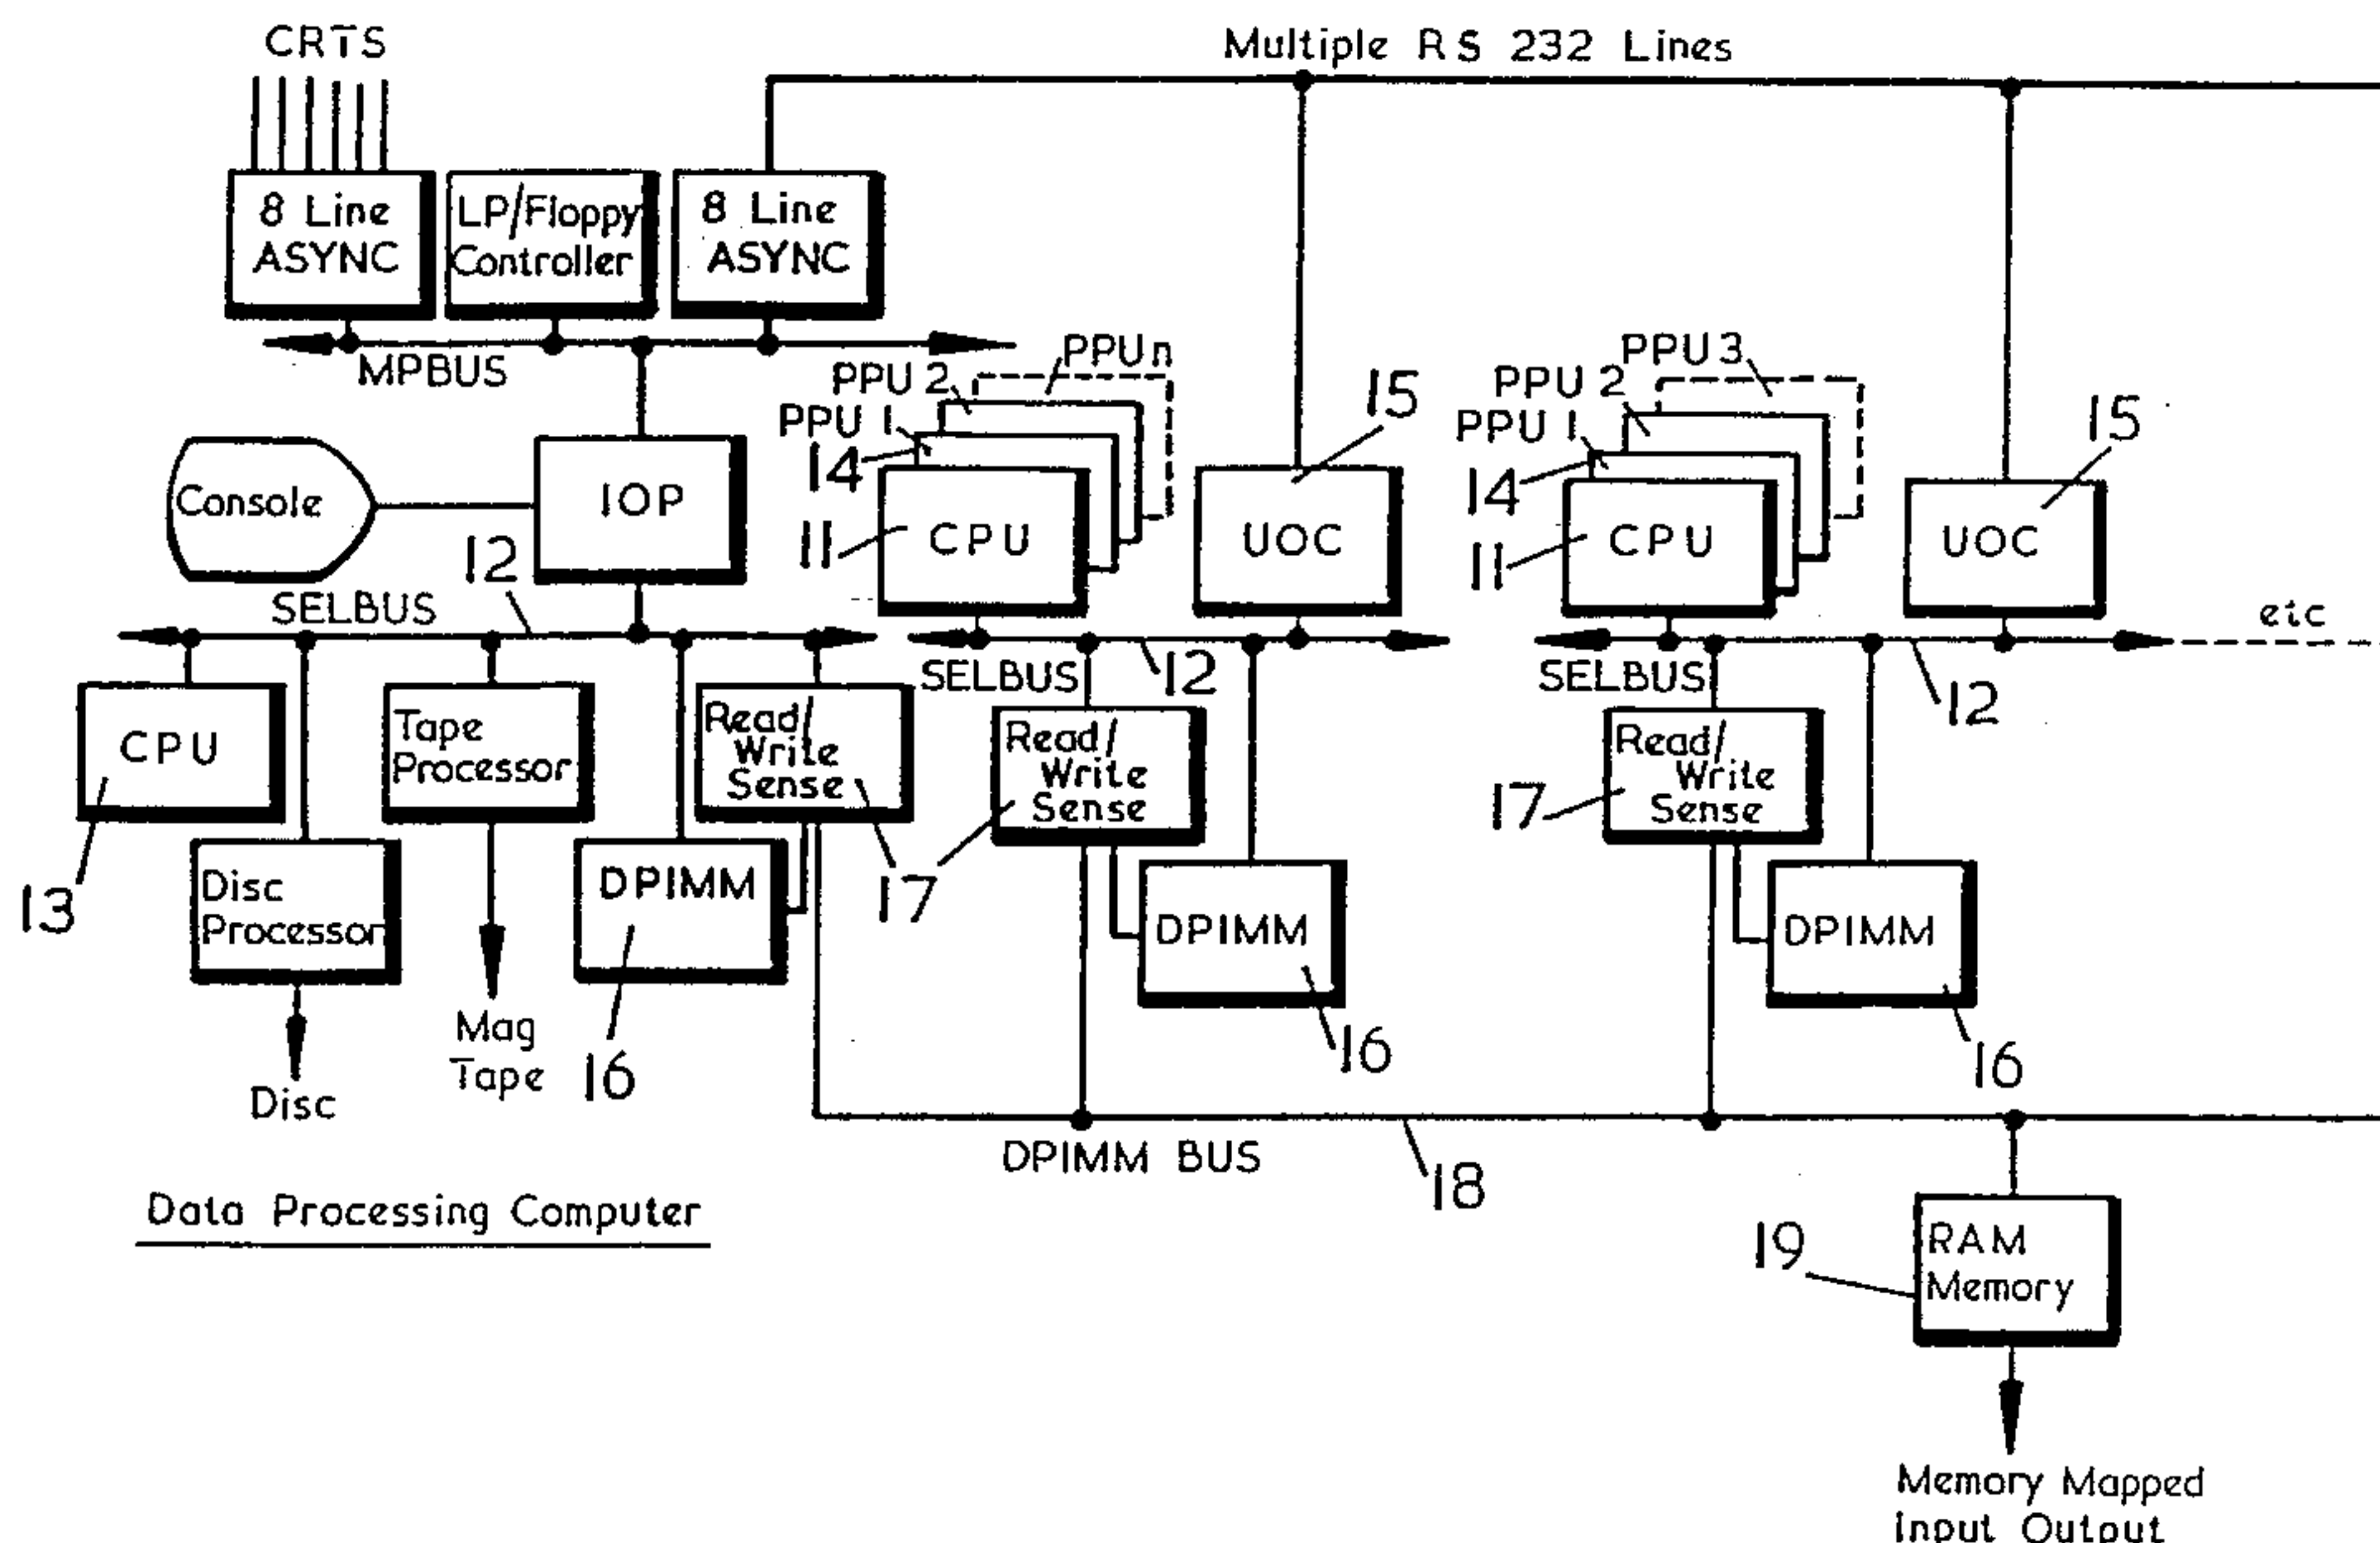 CRTS
Multiple RS 232 Lines
8 Line
ASYNC
LP/Floppy
Controller
8 Line
ASYNC
MPBUS
PPU n
PPU 2
PPU 1
14
11
CPU
15
UOC
PPU 3
PPU 2
PPU 1
14
11
CPU
15
UOC
Console
IOP
12
SELBUS
SELBUS
12
SELBUS
12
etc
CPU
13
Tape
Processor
Read/
Write
Sense
17
Read/
Write
Sense
17
Read/
Write
Sense
Disc
Processor
DPIMM
16
DPIMM
16
DPIMM
16
Mag
Tape
Disc
DPIMM BUS
18
Data Processing Computer
19
RAM
Memory
Memory Mapped
Input Output